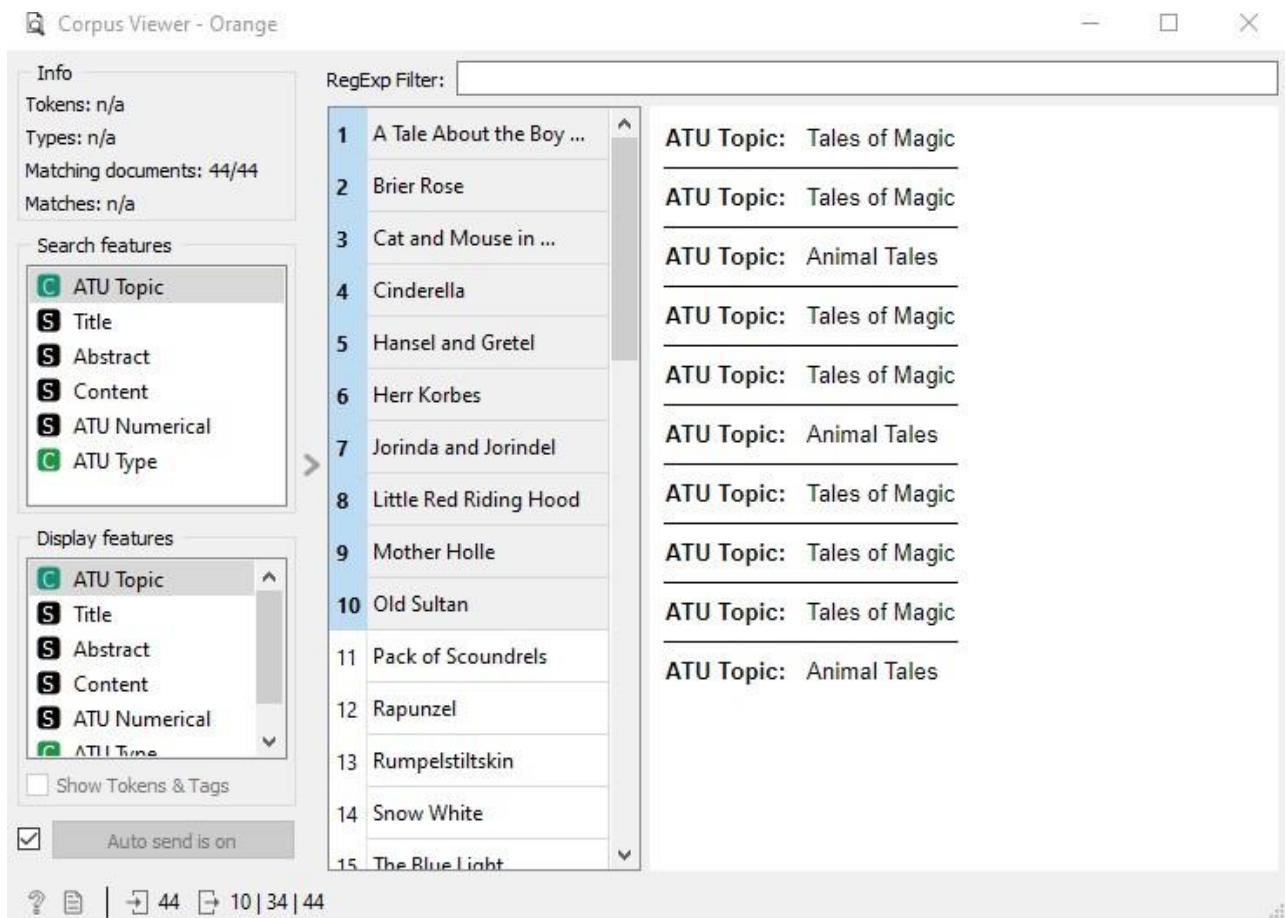 Corpus Viewer - Orange
Info
Tokens: n/a
Types: n/a
Matching documents: 44/44
Matches: n/a
Search features
C ATU Topic
S Title
S Abstract
S Content
S ATU Numerical
C ATU Type
Display features
C ATU Topic
S Title
S Abstract
S Content
S ATU Numerical
C ATU Type
Show Tokens & Tags
Auto send is on
RegExp Filter:
1 A Tale About the Boy ...
2 Brier Rose
3 Cat and Mouse in ...
4 Cinderella
5 Hansel and Gretel
6 Herr Korbes
7 Jorinda and Jorindel
8 Little Red Riding Hood
9 Mother Holle
10 Old Sultan
11 Pack of Scoundrels
12 Rapunzel
13 Rumpelstiltskin
14 Snow White
15 The Blue Light
ATU Topic: Tales of Magic
ATU Topic: Tales of Magic
ATU Topic: Animal Tales
ATU Topic: Tales of Magic
ATU Topic: Tales of Magic
ATU Topic: Animal Tales
ATU Topic: Tales of Magic
ATU Topic: Tales of Magic
ATU Topic: Tales of Magic
ATU Topic: Animal Tales
? 44 10 | 34 | 44